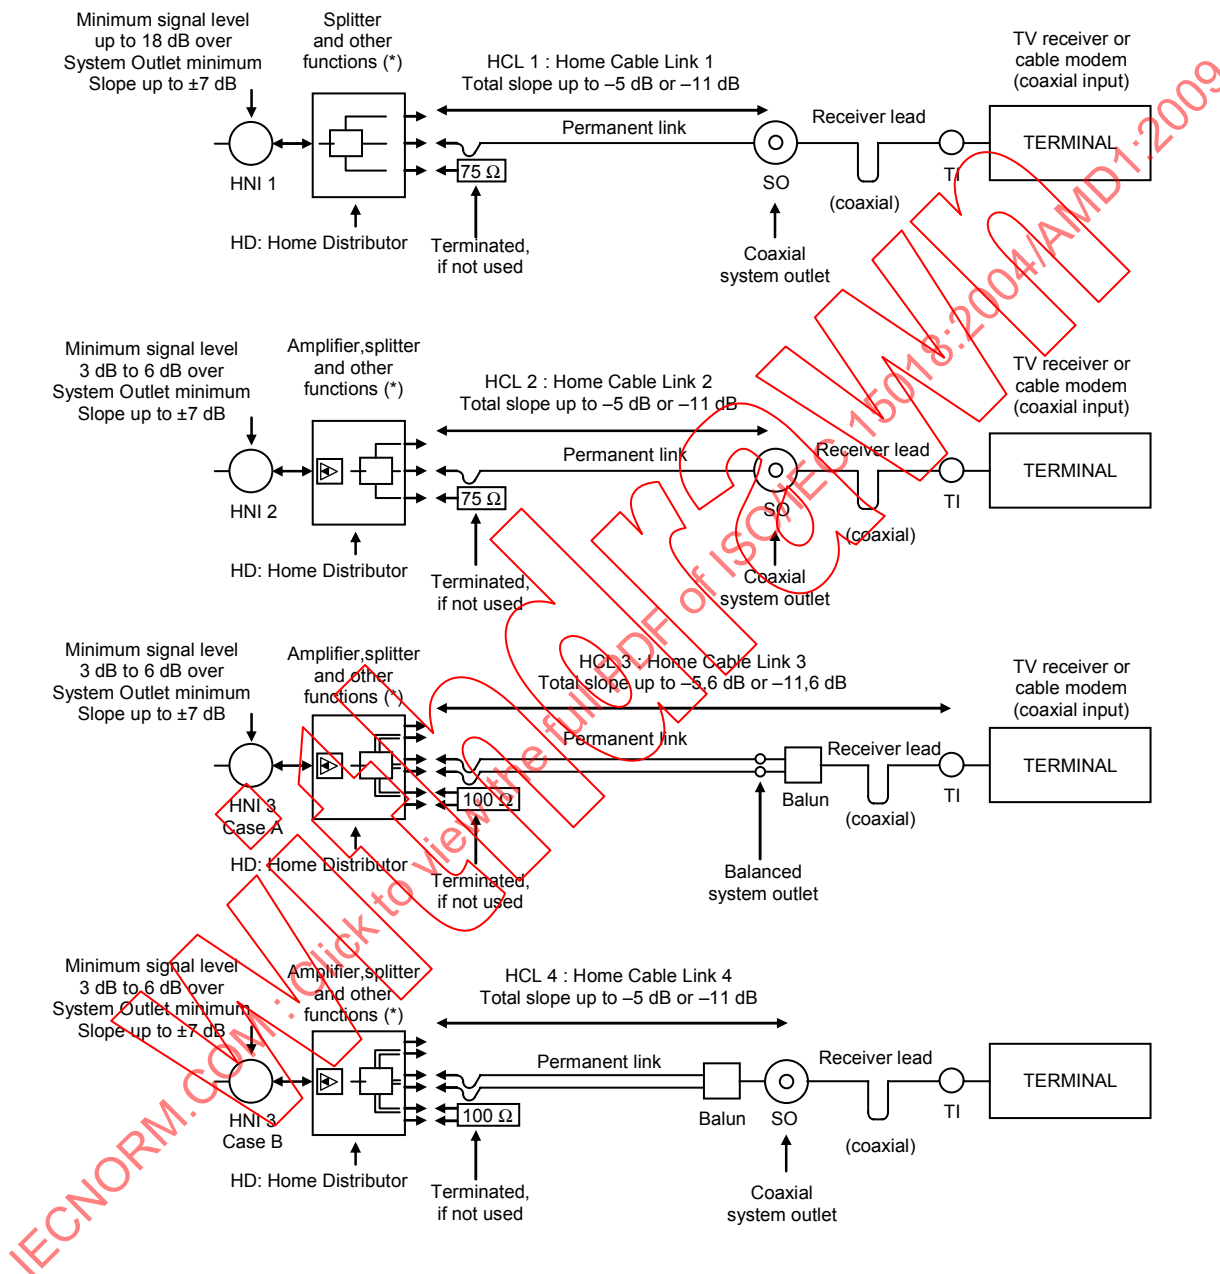 Minimum signal level
up to 18 dB over
System Outlet minimum
Slope up to ±7 dB
Splitter
and other
functions (*)
HCL 1 : Home Cable Link 1
Total slope up to –5 dB or –11 dB
TV receiver or
cable modem
(coaxial input)
Permanent link
Receiver lead
TERMINAL
HNI 1
75 Ω
SO
TI
(coaxial)
HD: Home Distributor
Terminated,
if not used
Coaxial
system outlet
Minimum signal level
3 dB to 6 dB over
System Outlet minimum
Slope up to ±7 dB
Amplifier,splitter
and other
functions (*)
HCL 2 : Home Cable Link 2
Total slope up to –5 dB or –11 dB
TV receiver or
cable modem
(coaxial input)
Permanent link
Receiver lead
TERMINAL
HNI 2
75 Ω
SO
TI
(coaxial)
HD: Home Distributor
Terminated,
if not used
Coaxial
system outlet
Minimum signal level
3 dB to 6 dB over
System Outlet minimum
Slope up to ±7 dB
Amplifier,splitter
and other
functions (*)
HCL 3 : Home Cable Link 3
Total slope up to –5,6 dB or –11,6 dB
TV receiver or
cable modem
(coaxial input)
Permanent link
Receiver lead
TERMINAL
HNI 3
Case A
100 Ω
Balun
TI
(coaxial)
HD: Home Distributor
Terminated,
if not used
Balanced
system outlet
Minimum signal level
3 dB to 6 dB over
System Outlet minimum
Slope up to ±7 dB
Amplifier,splitter
and other
functions (*)
HCL 4 : Home Cable Link 4
Total slope up to –5 dB or –11 dB
Permanent link
Receiver lead
TERMINAL
HNI 3
Case B
100 Ω
Balun
SO
TI
(coaxial)
HD: Home Distributor
Terminated,
if not used
Coaxial
system outlet
IECNORM.COM : Click to view the full PDF of ISO/IEC 15018:2004/AMD1:2009
Withdrawn